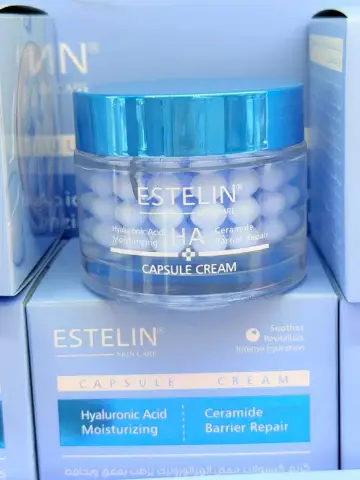 MN®
ESTELIN®
Hyaluronic Acid
Moisturizing
HA
Ceramide
Barrier Repair
CAPSULE CREAM
ESTELIN®
SKIN CARE
Soothes
Revitalizes
Intense Hydration
CAPSULE CREAM
Hyaluronic Acid
Moisturizing
Ceramide
Barrier Repair